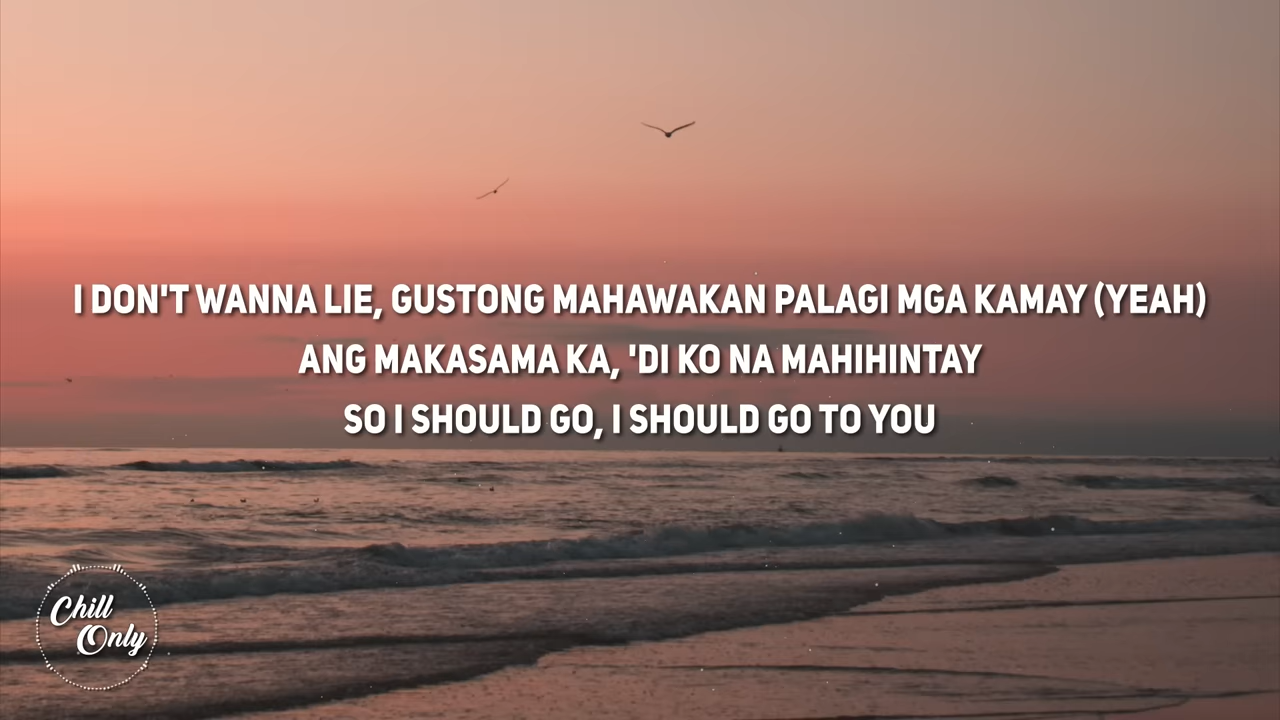 I DON'T WANNA LIE, GUSTONG MAHAWAKAN PALAGI MGA KAMAY (YEAH)
ANG MAKASAMA KA, 'DI KO NA MAHIHINTAY
SO I SHOULD GO, I SHOULD GO TO YOU
Chill
Only